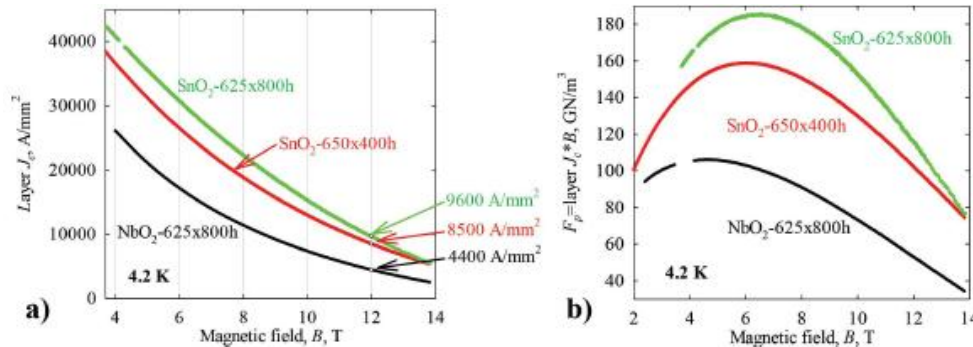 40000
30000
20000
10000
0
Layer J_c, A/mm²
SnO₂-625x800h
SnO₂-650x400h
NbO₂-625x800h
9600 A/mm²
8500 A/mm²
4400 A/mm²
4.2 K
4 6 8 10 12 14
a)
Magnetic field, B, T
180
160
140
120
100
80
60
40
F_p=layer J_c*B, GN/m³
SnO₂-625x800h
SnO₂-650x400h
NbO₂-625x800h
4.2 K
2 4 6 8 10 12 14
b)
Magnetic field, B, T